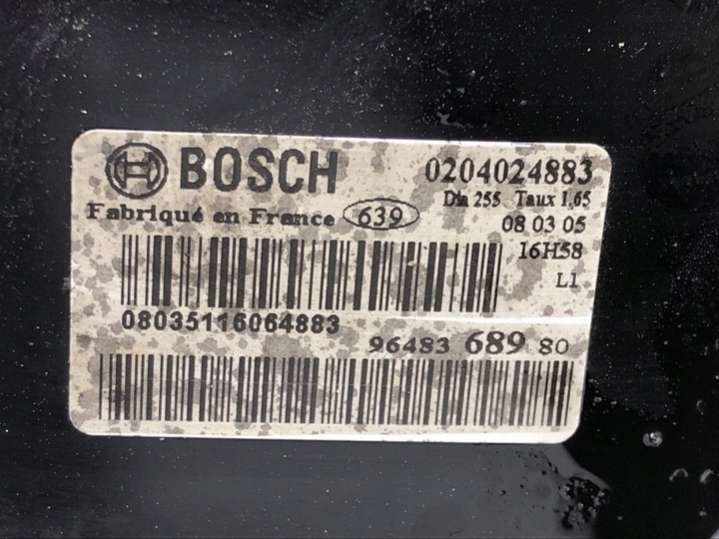 BOSCH 0204024883
Dia 255 Taux 1,65
Fabriqué en France 639 08 03 05
16H58
L1
08035116064883
96483 689 80